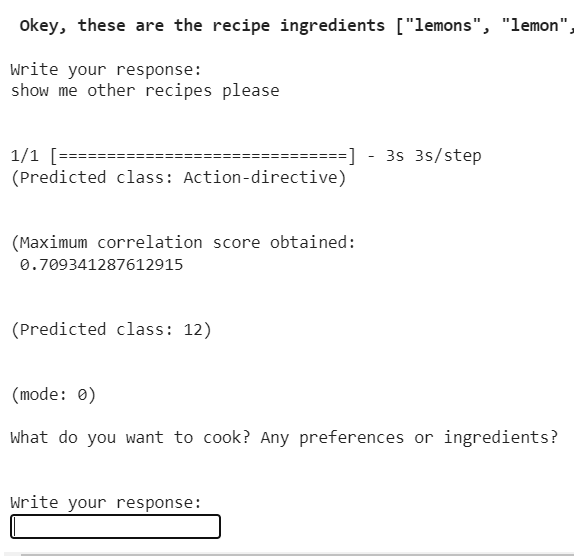 Okey, these are the recipe ingredients ["lemons", "lemon",
Write your response:
show me other recipes please
1/1 [==============================] - 3s 3s/step
(Predicted class: Action-directive)
(Maximum correlation score obtained:
0.709341287612915
(Predicted class: 12)
(mode: 0)
What do you want to cook? Any preferences or ingredients?
Write your response: